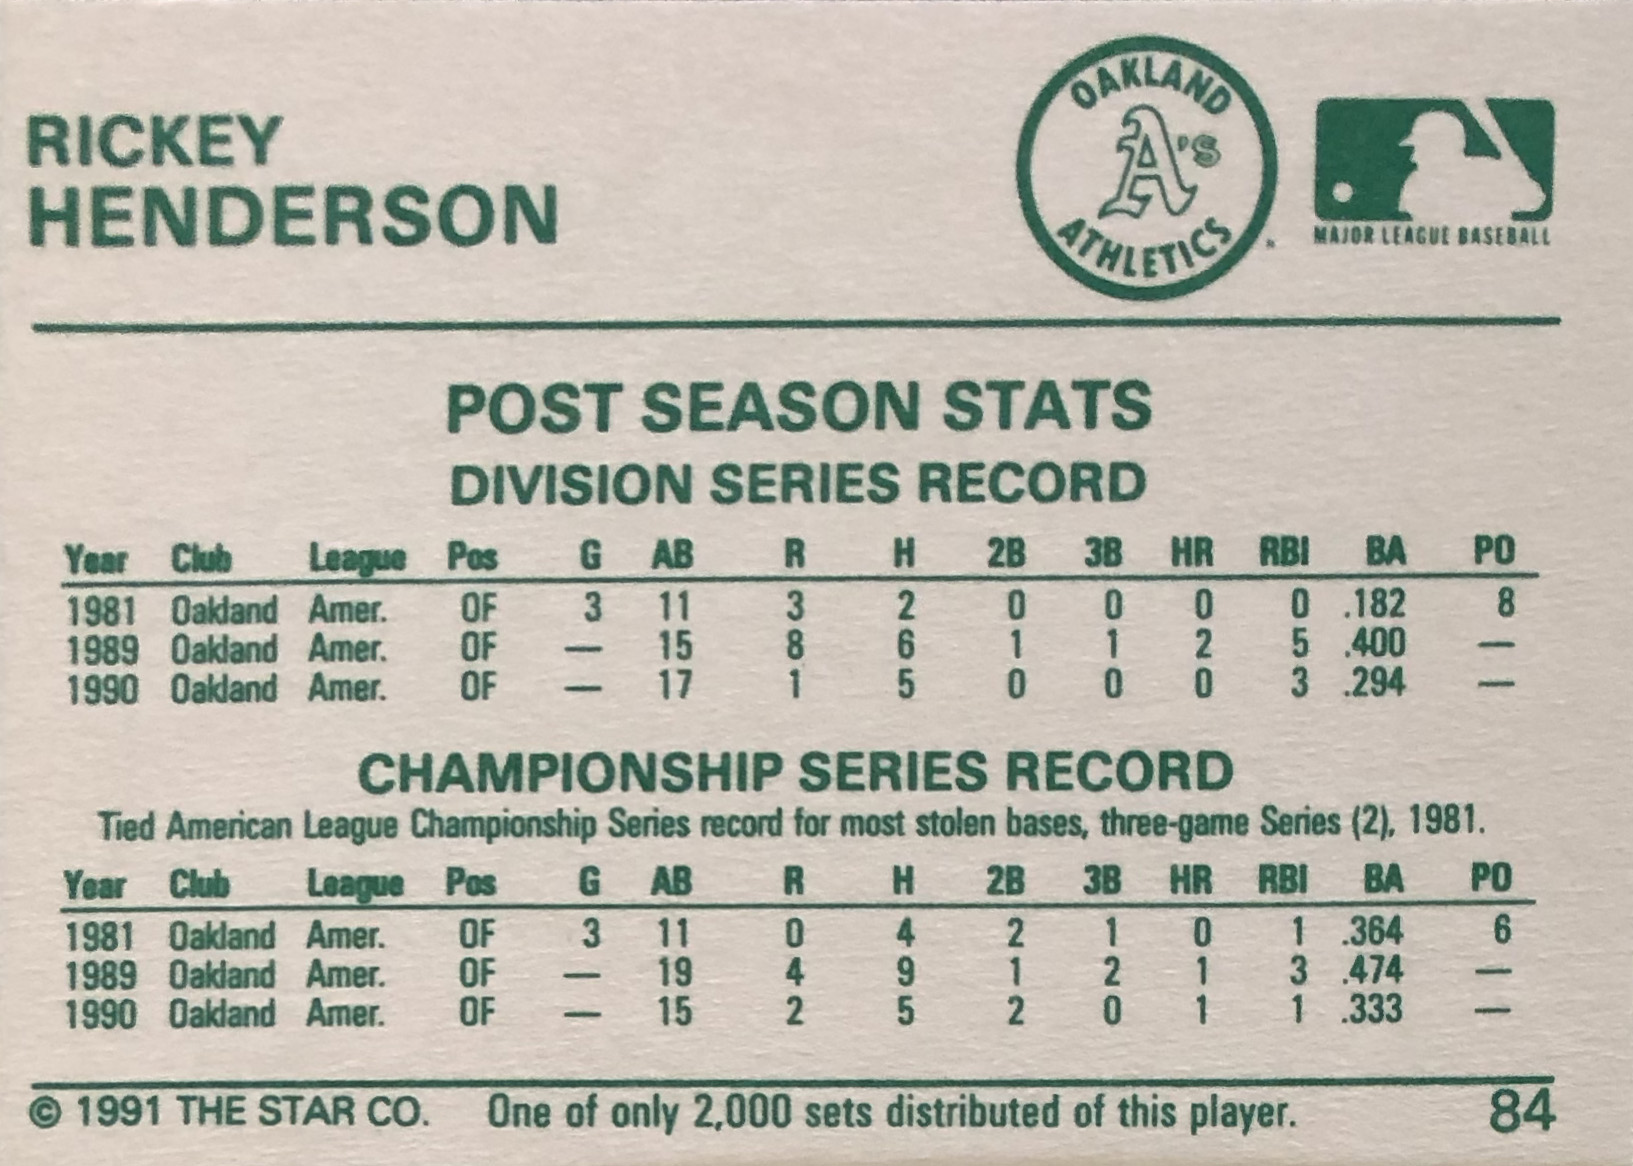 RICKEY
HENDERSON
OAKLAND
A's
ATHLETICS
MAJOR LEAGUE BASEBALL
POST SEASON STATS
DIVISION SERIES RECORD
Year Club League Pos G AB R H 2B 3B HR RBI BA PO
1981 Oakland Amer. OF 3 11 3 2 0 0 0 0 .182 8
1989 Oakland Amer. OF — 15 8 6 1 1 2 5 .400 —
1990 Oakland Amer. OF — 17 1 5 0 0 0 3 .294 —
CHAMPIONSHIP SERIES RECORD
Tied American League Championship Series record for most stolen bases, three-game Series (2), 1981.
Year Club League Pos G AB R H 2B 3B HR RBI BA PO
1981 Oakland Amer. OF 3 11 0 4 2 1 0 1 .364 6
1989 Oakland Amer. OF — 19 4 9 1 2 1 3 .474 —
1990 Oakland Amer. OF — 15 2 5 2 0 1 1 .333 —
© 1991 THE STAR CO. One of only 2,000 sets distributed of this player. 84